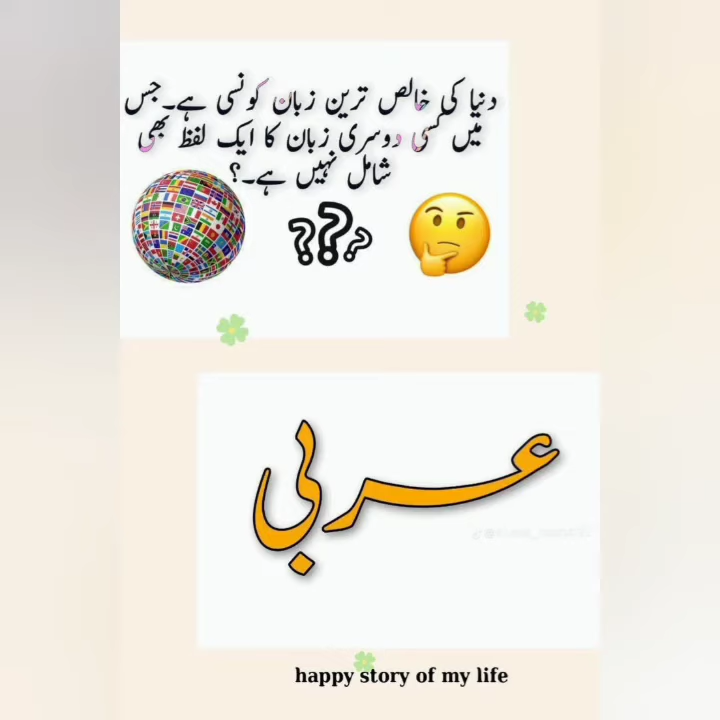 دنیا کی خالص ترین زبان کونسی ہے۔جس
میں کسی دوسری زبان کا ایک لفظ بھی
شامل نہیں ہے۔؟
???
عربی
happy story of my life